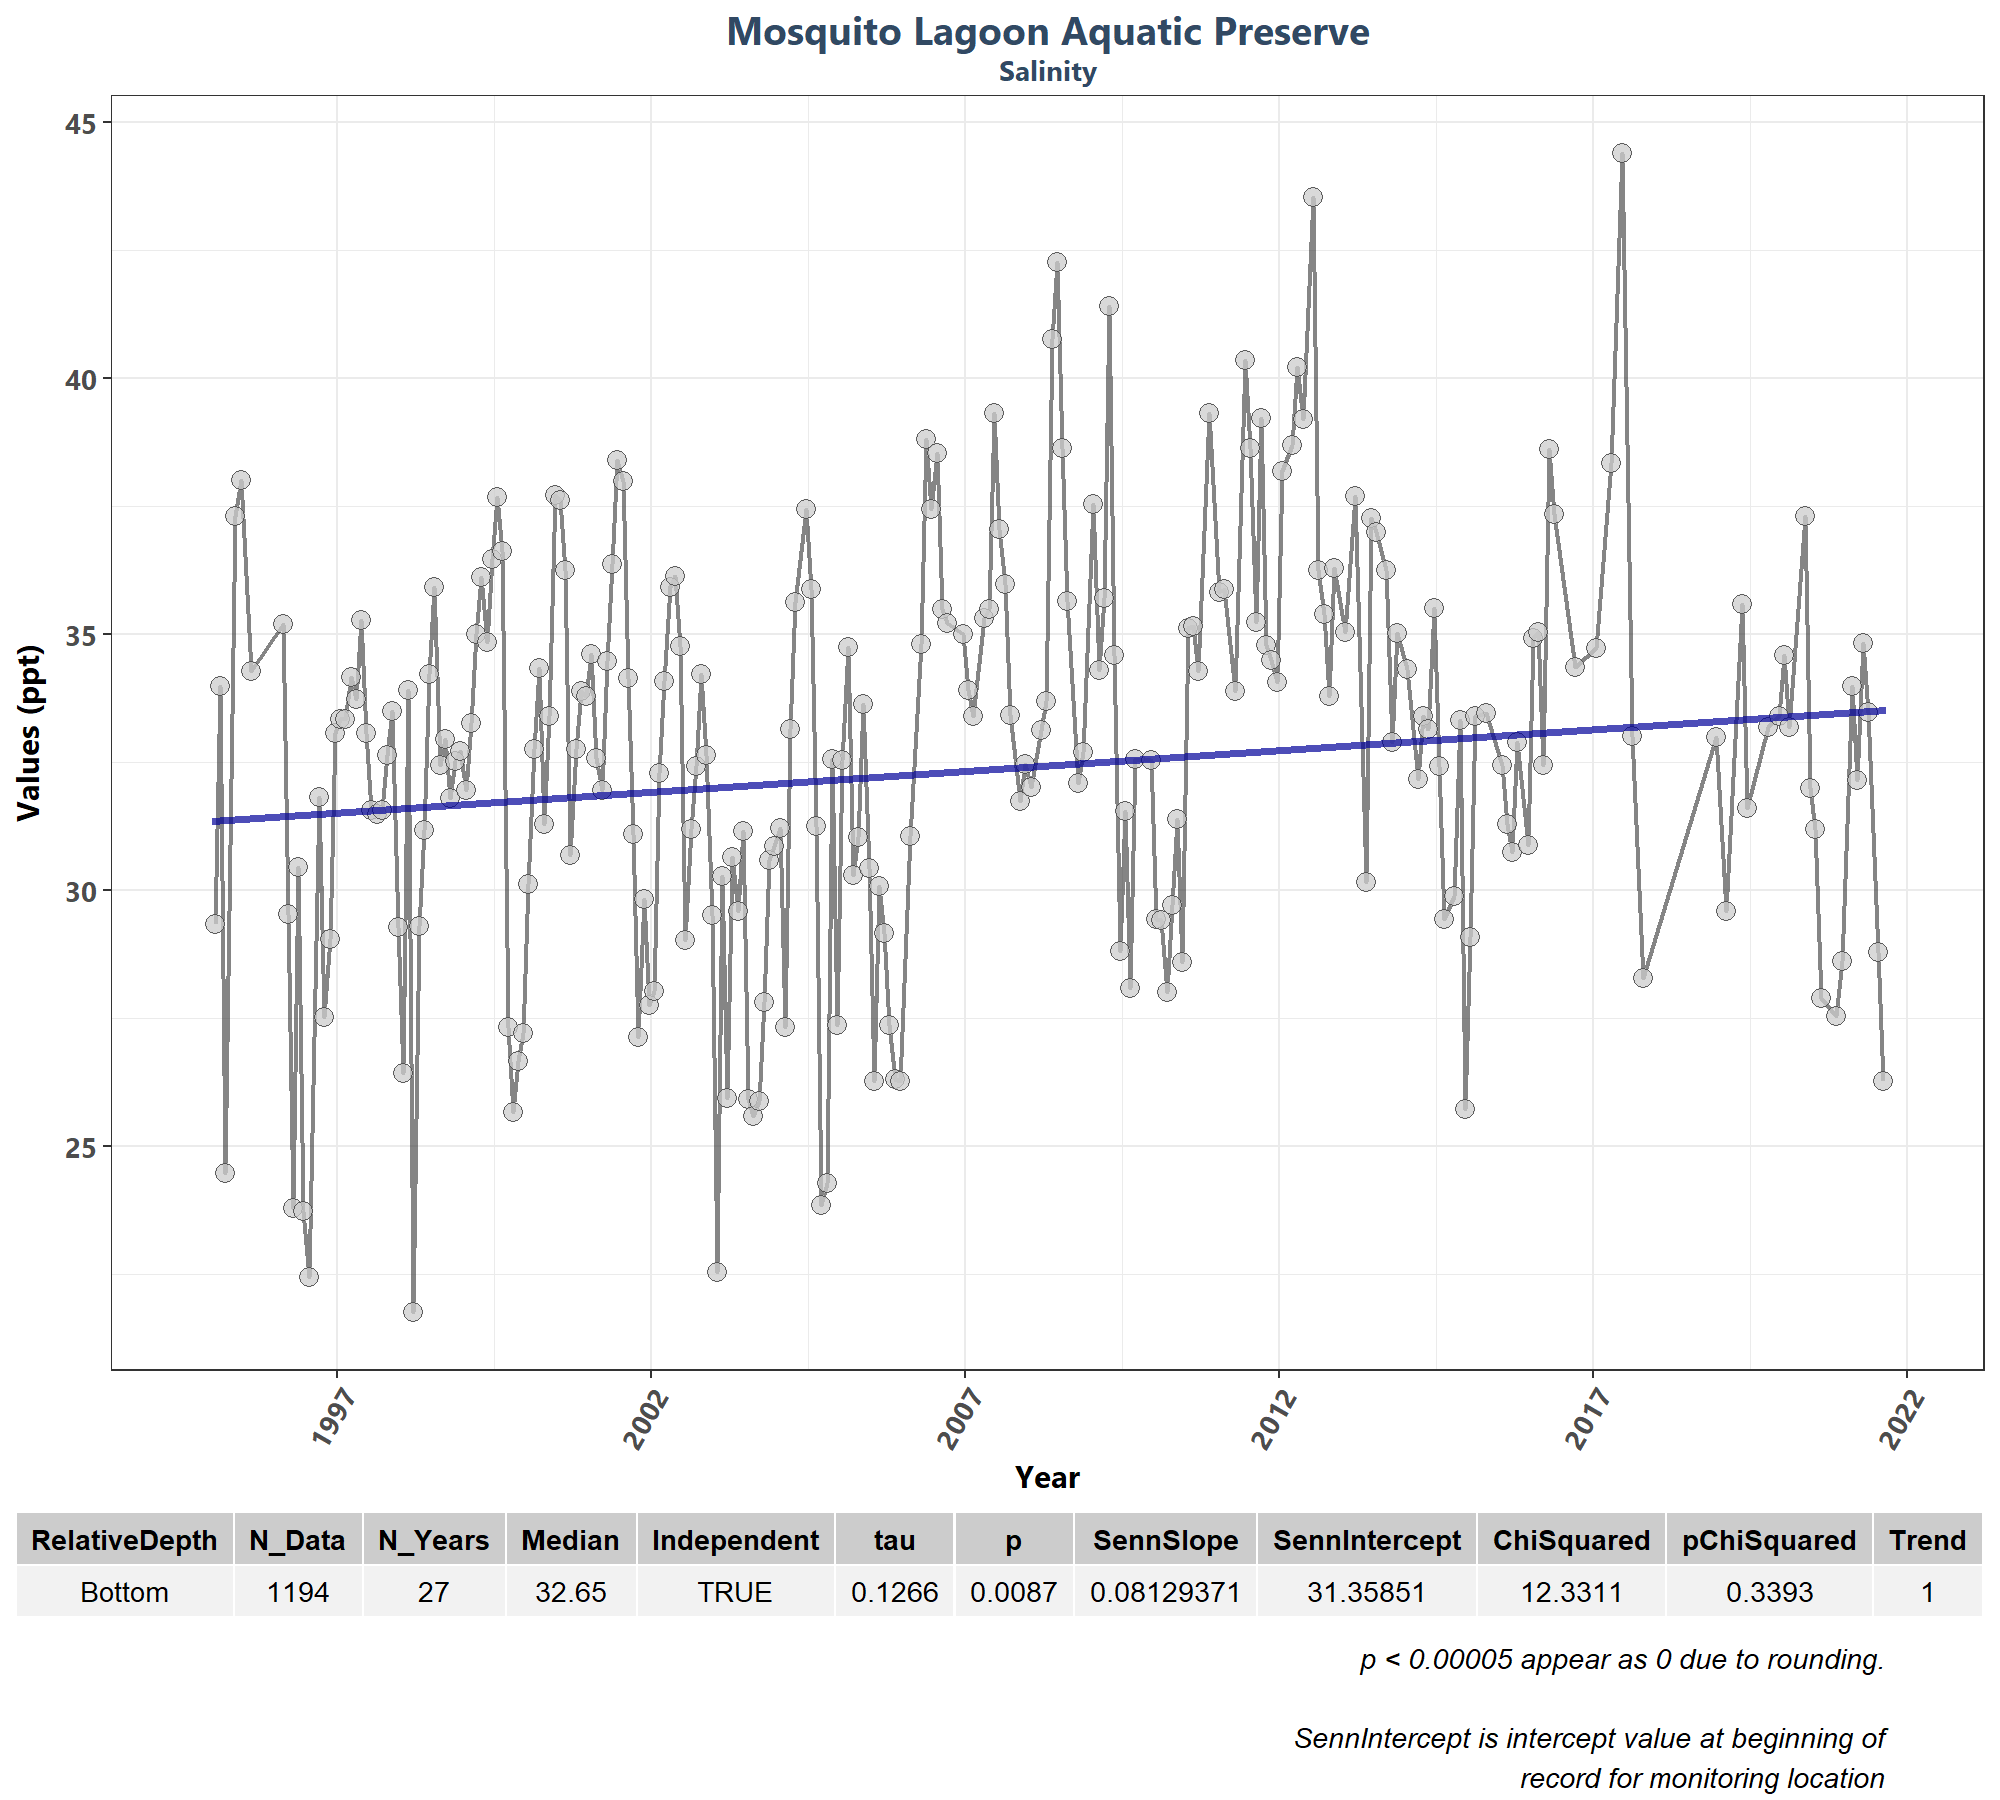 Mosquito Lagoon Aquatic Preserve
Salinity
45
40
35
30
25
Values (ppt)
1997
2002
2007
2012
2017
2022
Year
RelativeDepth N_Data N_Years Median Independent tau p SennSlope SennIntercept ChiSquared pChiSquared Trend
Bottom 1194 27 32.65 TRUE 0.1266 0.0087 0.08129371 31.35851 12.3311 0.3393 1
p < 0.00005 appear as 0 due to rounding.
SennIntercept is intercept value at beginning of
record for monitoring location